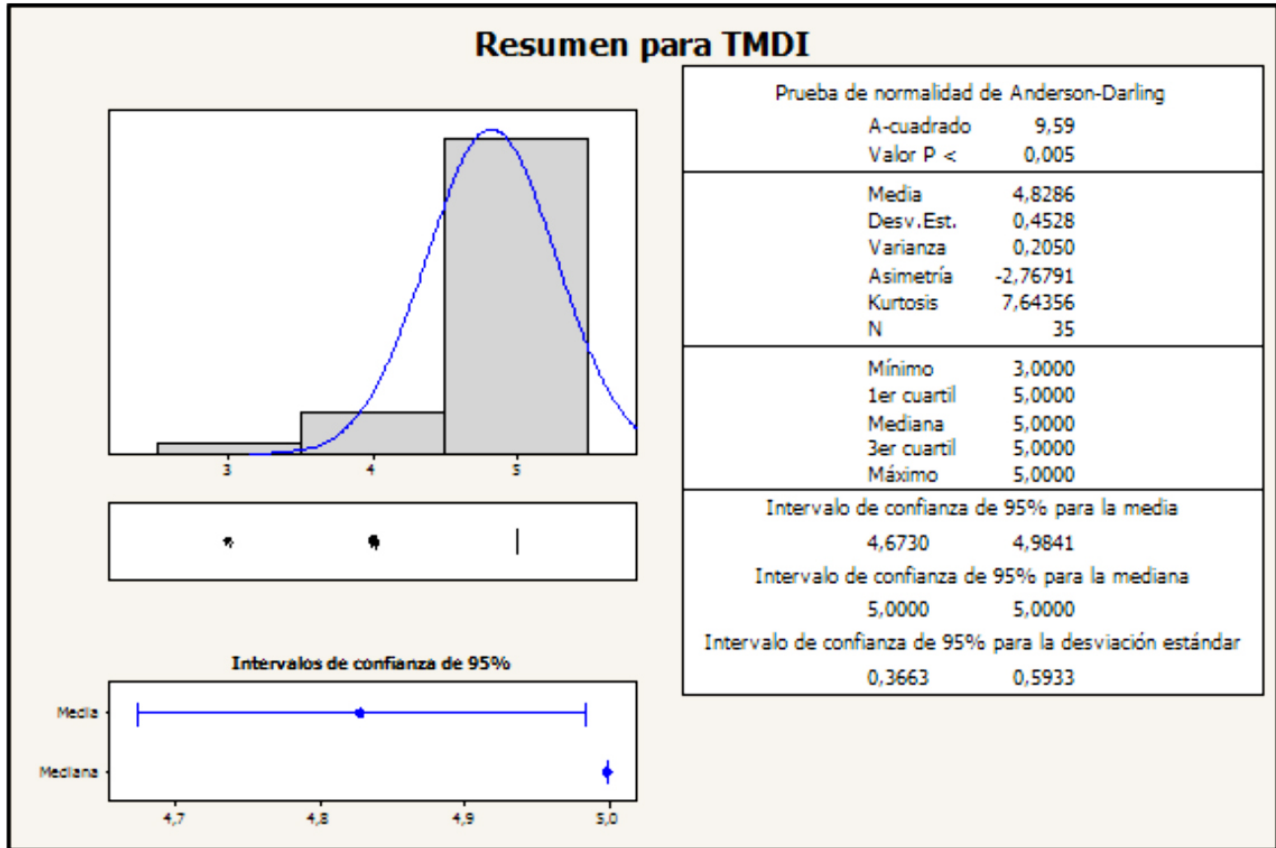 Resumen para TMDI
3 4 5
Intervalos de confianza de 95%
Media
Mediana
4,7 4,8 4,9 5,0
Prueba de normalidad de Anderson-Darling
A-cuadrado 9,59
Valor P < 0,005
Media 4,8286
Desv.Est. 0,4528
Varianza 0,2050
Asimetría -2,76791
Kurtosis 7,64356
N 35
Mínimo 3,0000
1er cuartil 5,0000
Mediana 5,0000
3er cuartil 5,0000
Máximo 5,0000
Intervalo de confianza de 95% para la media
4,6730 4,9841
Intervalo de confianza de 95% para la mediana
5,0000 5,0000
Intervalo de confianza de 95% para la desviación estándar
0,3663 0,5933